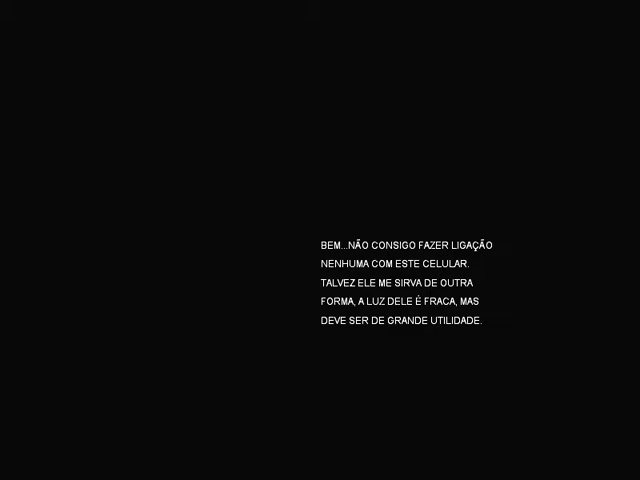 BEM...NÃO CONSIGO FAZER LIGAÇÃO
NENHUMA COM ESTE CELULAR.
TALVEZ ELE ME SIRVA DE OUTRA
FORMA, A LUZ DELE É FRACA, MAS
DEVE SER DE GRANDE UTILIDADE.